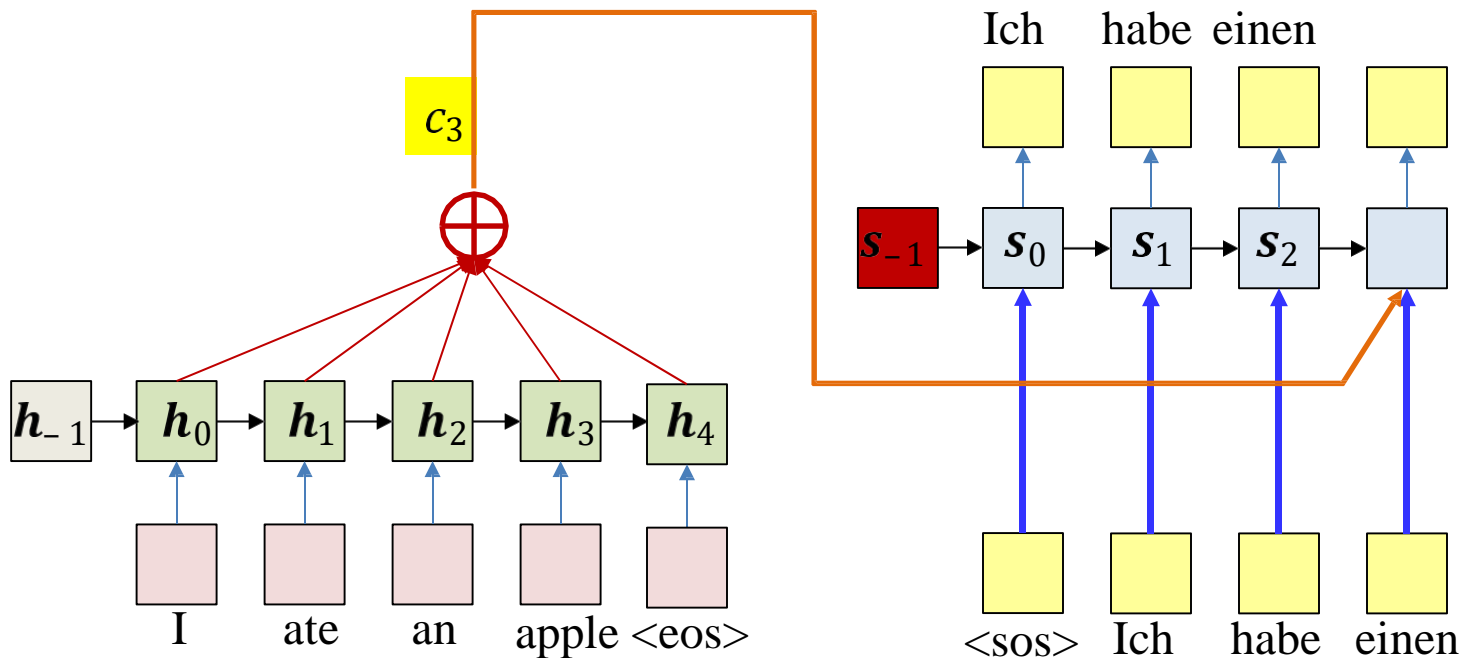 Ich habe einen
c₃
s₋₁ s₀ s₁ s₂
h₋₁ h₀ h₁ h₂ h₃ h₄
I ate an apple <eos>
<sos> Ich habe einen